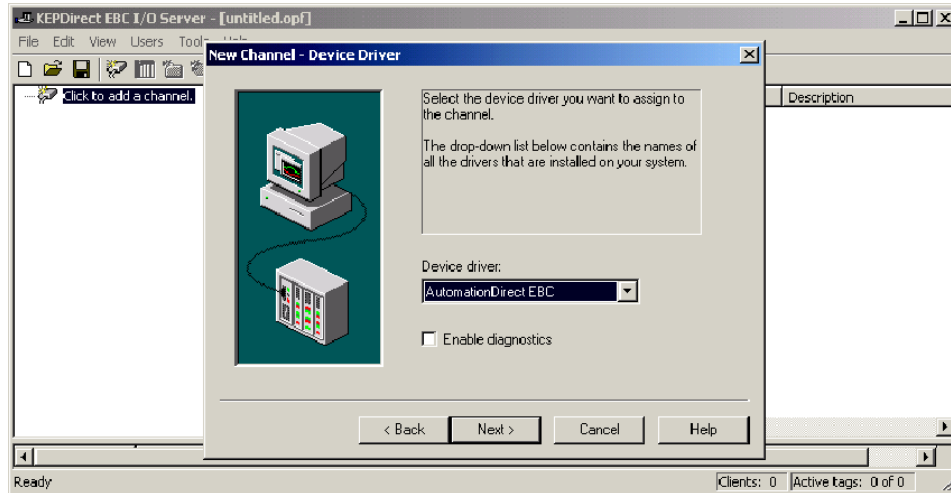 KEPDirect EBC I/O Server - [untitled.opf]
File Edit View Users Tools Help
New Channel - Device Driver
Click to add a channel.
Description
Select the device driver you want to assign to
the channel.
The drop-down list below contains the names of
all the drivers that are installed on your system.
Device driver:
AutomationDirect EBC
Enable diagnostics
< Back Next > Cancel Help
Ready
Clients: 0 Active tags: 0 of 0